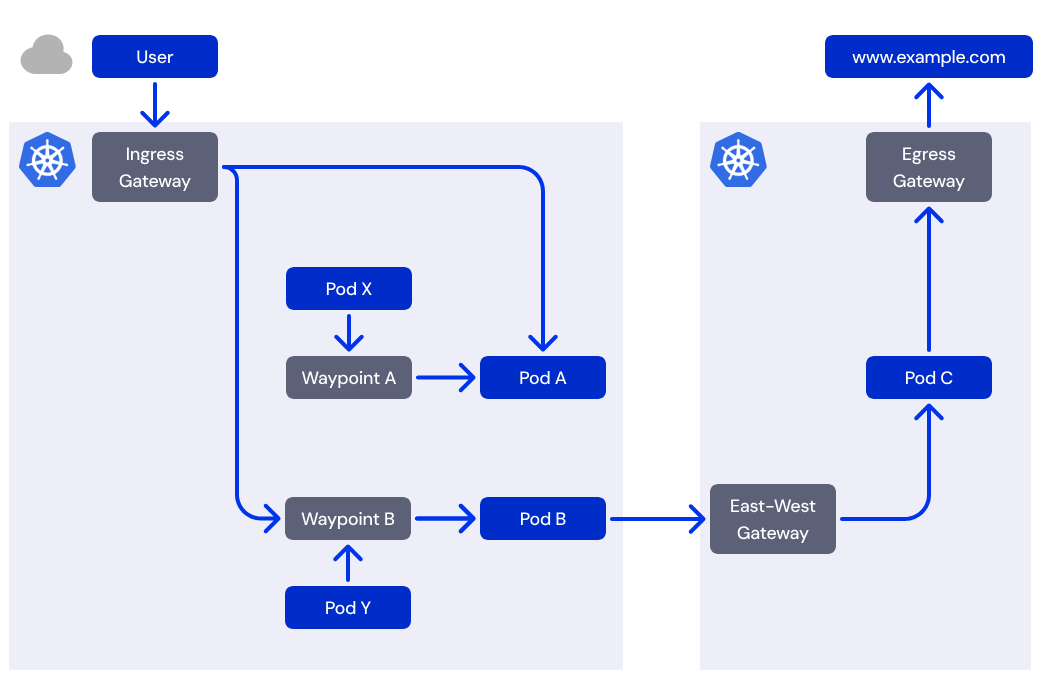 User
www.example.com
Ingress
Gateway
Egress
Gateway
Pod X
Waypoint A
Pod A
Pod C
Waypoint B
Pod B
East-West
Gateway
Pod Y